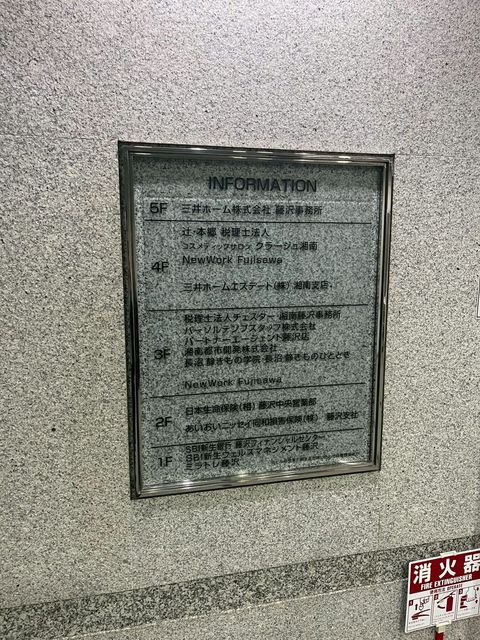 INFORMATION
5F 三井ホーム株式会社 藤沢事務所
4F
辻・本郷 税理士法人
コスメティックサロン クラージュ湘南
NewWork Fujisawa
三井ホームエステート(株) 湘南支店
3F
税理士法人チェスター 湘南藤沢事務所
パーソルテンプスタッフ株式会社
パートナーエージェント藤沢店
湘南都市開発株式会社
長沼静きもの学院・長沼静きものひととき
NewWork Fujisawa
2F
日本生命保険(相) 藤沢中央営業部
あいおいニッセイ同和損害保険(株) 藤沢支社
1F
SBI新生銀行 藤沢フィナンシャルセンター
SBI新生ウェルスマネジメント藤沢
ミラトレ藤沢
消火器
FIRE EXTINGUISHER